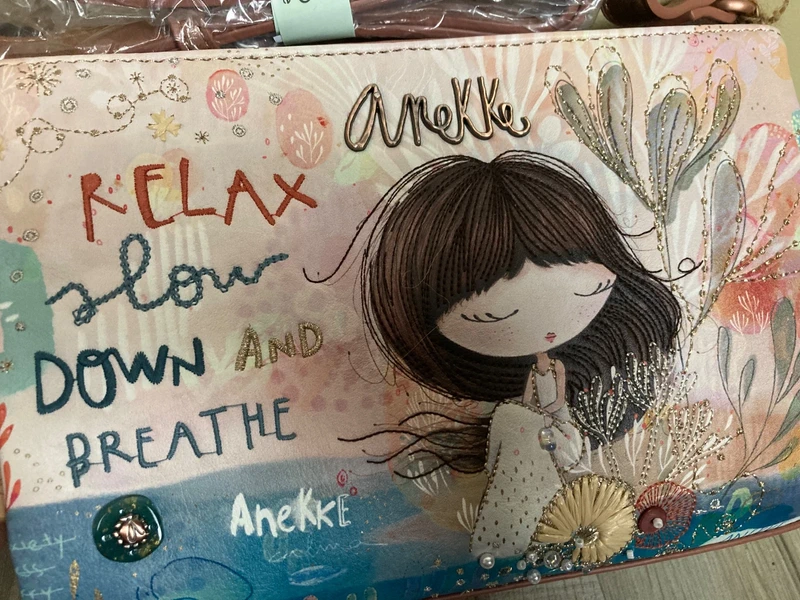 anekke
RELAX
slow
DOWN AND
BREATHE
AneKKE